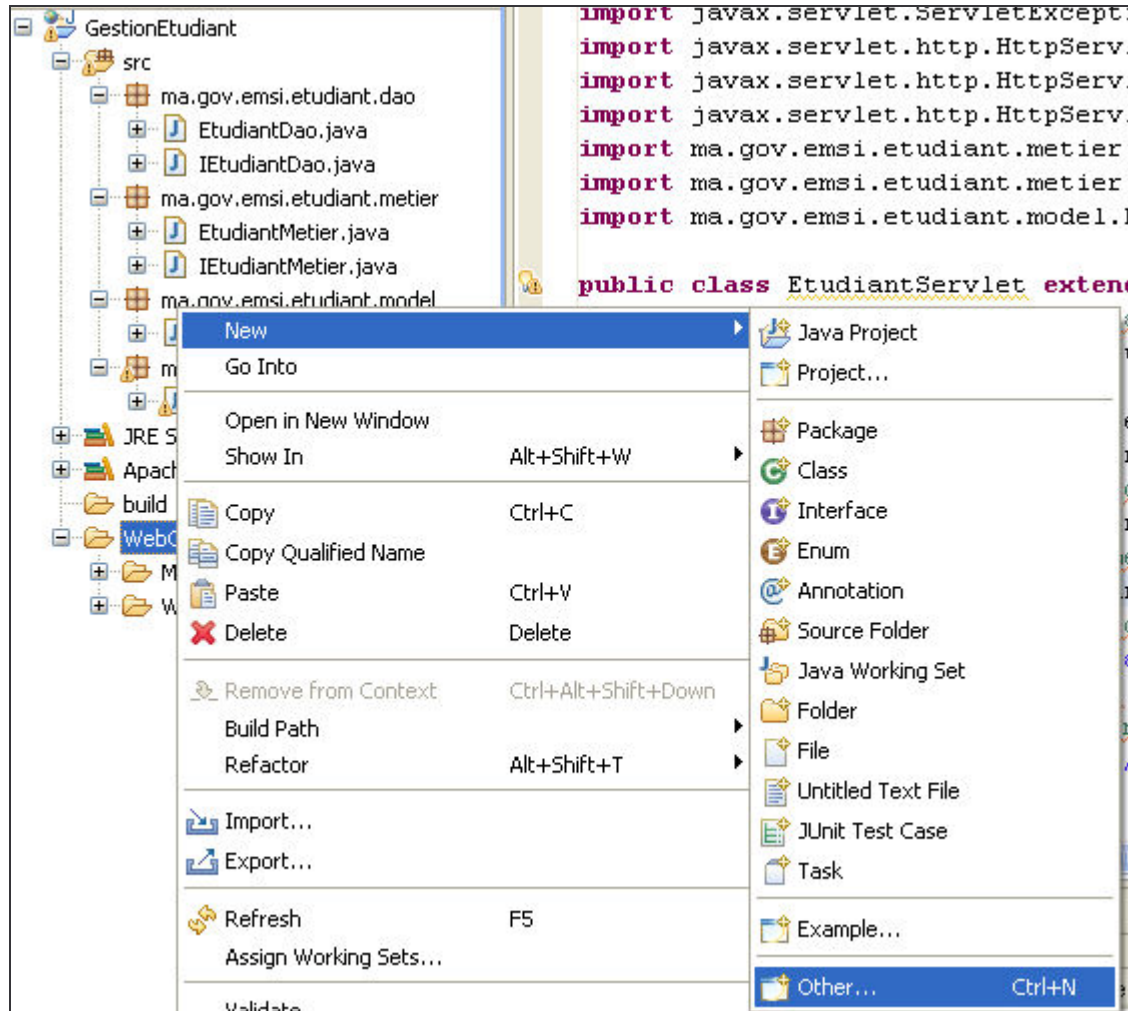 GestionEtudiant
src
ma.gov.emsi.etudiant.dao
EtudiantDao.java
IEtudiantDao.java
ma.gov.emsi.etudiant.metier
EtudiantMetier.java
IEtudiantMetier.java
ma.gov.emsi.etudiant.model
m
JRE S
Apach
build
WebC
M
W
import javax.servlet.ServletExcepti
import javax.servlet.http.HttpServ
import javax.servlet.http.HttpServ
import javax.servlet.http.HttpServ
import ma.gov.emsi.etudiant.metier
import ma.gov.emsi.etudiant.metier
import ma.gov.emsi.etudiant.model.
public class EtudiantServlet extend
New
Go Into
Open in New Window
Show In Alt+Shift+W
Copy Ctrl+C
Copy Qualified Name
Paste Ctrl+V
Delete Delete
Remove from Context Ctrl+Alt+Shift+Down
Build Path
Refactor Alt+Shift+T
Import...
Export...
Refresh F5
Assign Working Sets...
Validate
Java Project
Project...
Package
Class
Interface
Enum
Annotation
Source Folder
Java Working Set
Folder
File
Untitled Text File
JUnit Test Case
Task
Example...
Other... Ctrl+N